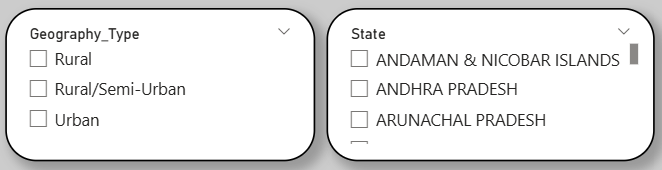 Geography_Type
Rural
Rural/Semi-Urban
Urban
State
ANDAMAN & NICOBAR ISLANDS
ANDHRA PRADESH
ARUNACHAL PRADESH